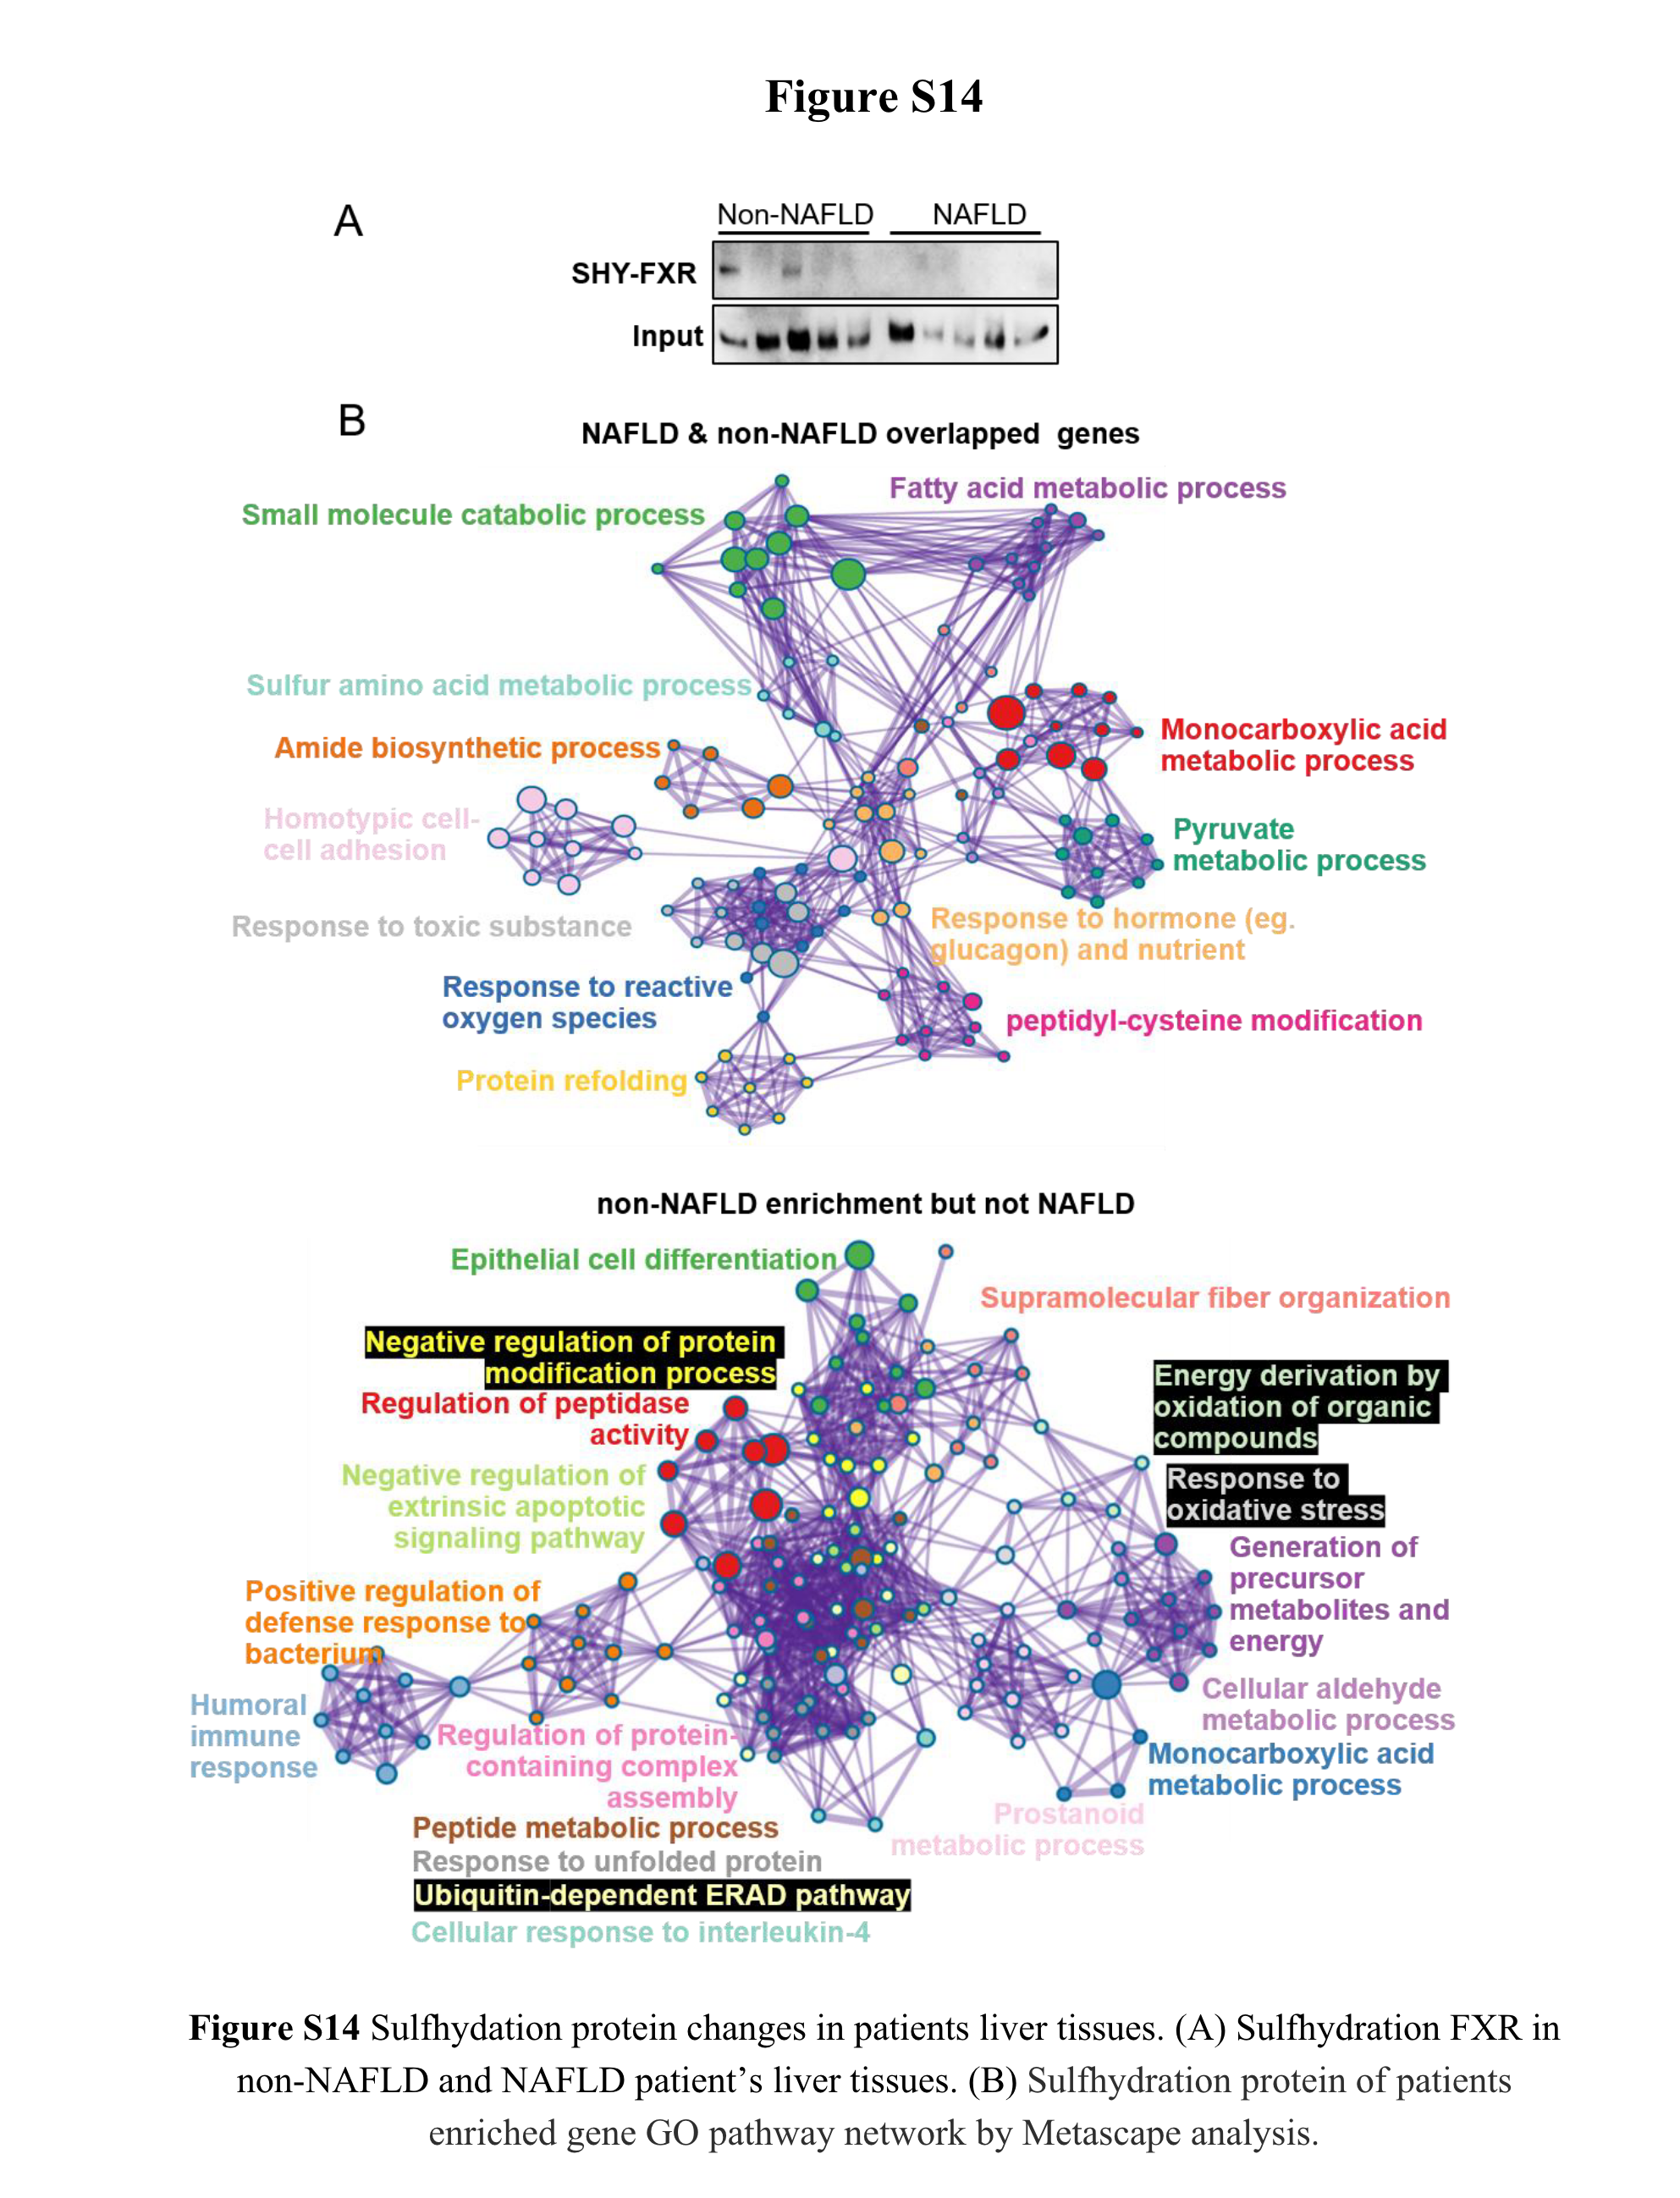 Figure S14
A
Non-NAFLD NAFLD
SHY-FXR
Input
B
NAFLD & non-NAFLD overlapped genes
Fatty acid metabolic process
Small molecule catabolic process
Sulfur amino acid metabolic process
Monocarboxylic acid
metabolic process
Amide biosynthetic process
Homotypic cell-
cell adhesion
Pyruvate
metabolic process
Response to toxic substance
Response to hormone (eg.
glucagon) and nutrient
Response to reactive
oxygen species
peptidyl-cysteine modification
Protein refolding
non-NAFLD enrichment but not NAFLD
Epithelial cell differentiation
Supramolecular fiber organization
Negative regulation of protein
modification process
Energy derivation by
oxidation of organic
compounds
Regulation of peptidase
activity
Negative regulation of
extrinsic apoptotic
signaling pathway
Response to
oxidative stress
Generation of
precursor
metabolites and
energy
Positive regulation of
defense response to
bacterium
Cellular aldehyde
metabolic process
Humoral
immune
response
Regulation of protein-
containing complex
assembly
Monocarboxylic acid
metabolic process
Prostanoid
metabolic process
Peptide metabolic process
Response to unfolded protein
Ubiquitin-dependent ERAD pathway
Cellular response to interleukin-4
Figure S14 Sulfhydation protein changes in patients liver tissues. (A) Sulfhydration FXR in
non-NAFLD and NAFLD patient’s liver tissues. (B) Sulfhydration protein of patients
enriched gene GO pathway network by Metascape analysis.